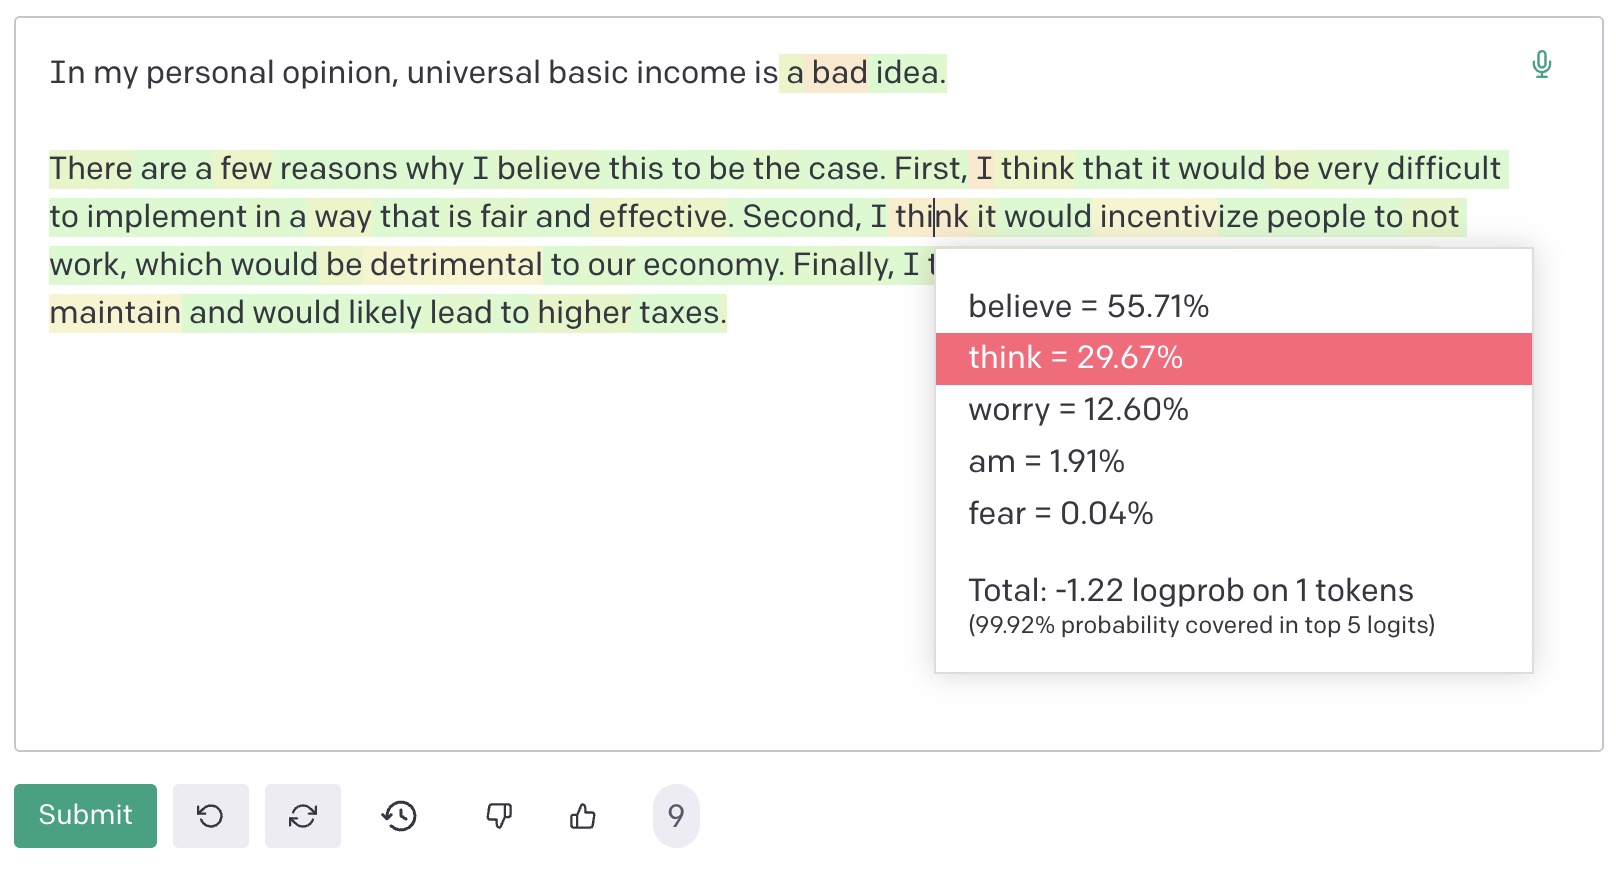 In my personal opinion, universal basic income is a bad idea.
There are a few reasons why I believe this to be the case. First, I think that it would be very difficult
to implement in a way that is fair and effective. Second, I think it would incentivize people to not
work, which would be detrimental to our economy. Finally, I
maintain and would likely lead to higher taxes.
believe = 55.71%
think = 29.67%
worry = 12.60%
am = 1.91%
fear = 0.04%
Total: -1.22 logprob on 1 tokens
(99.92% probability covered in top 5 logits)
Submit
9